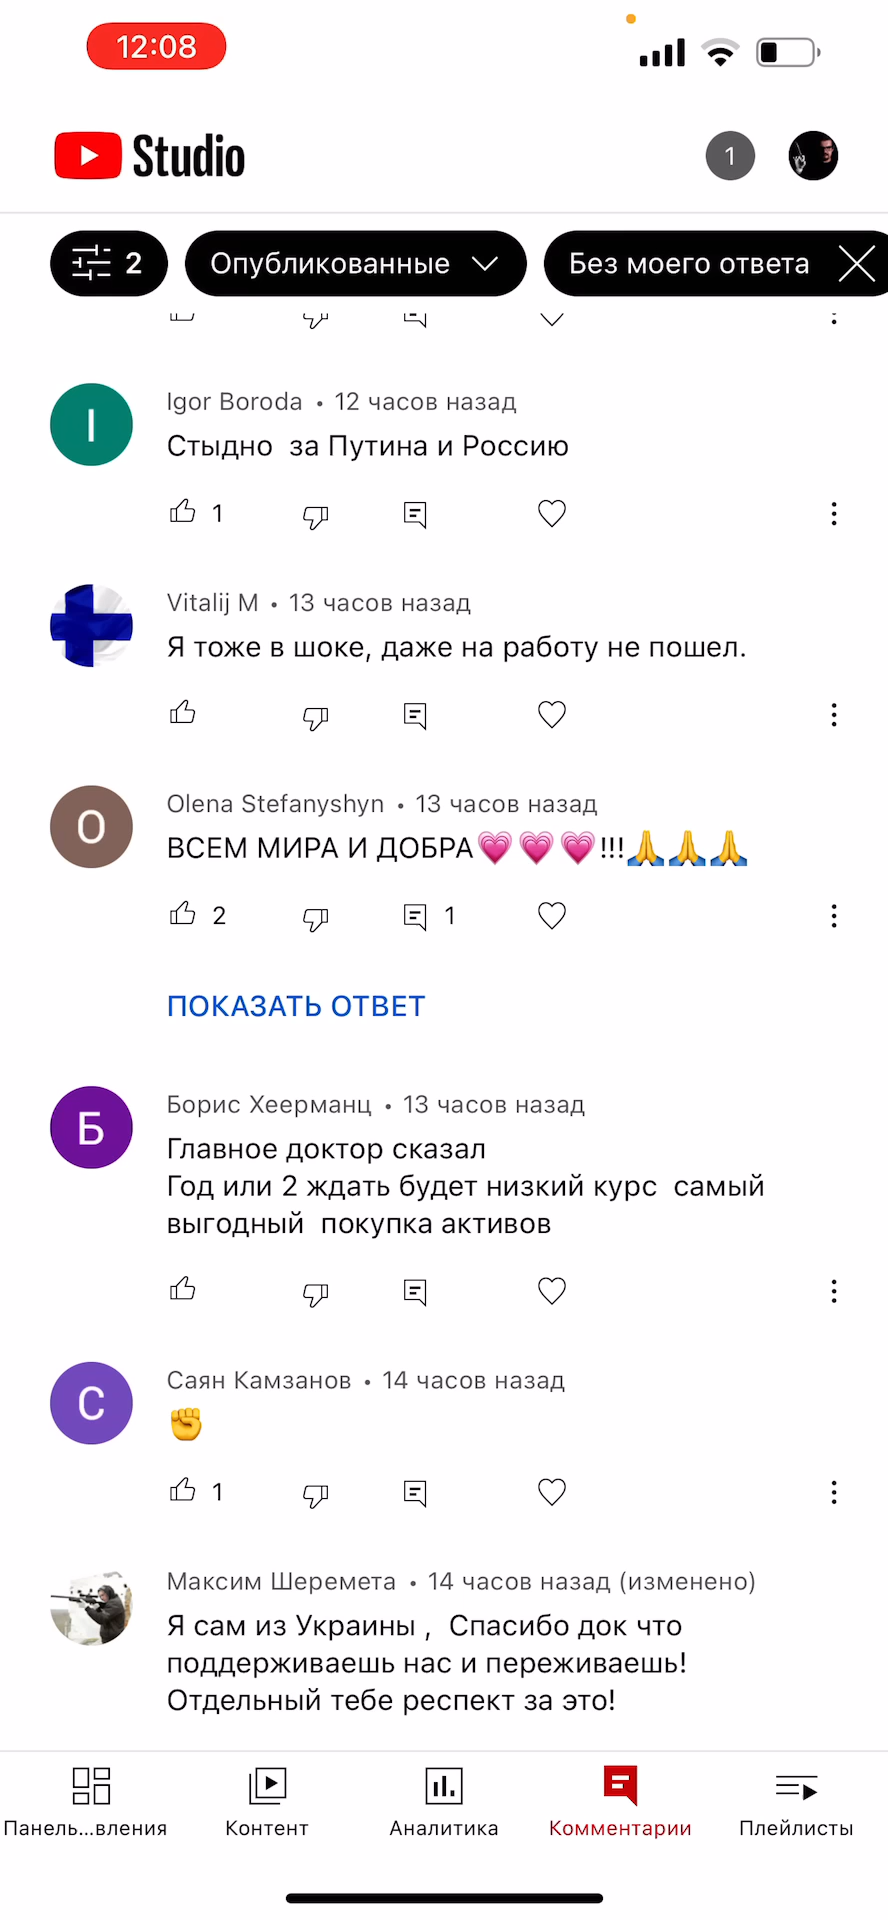 12:08
Studio
1
2
Опубликованные
Без моего ответа
I
Igor Boroda • 12 часов назад
Стыдно за Путина и Россию
1
Vitalij M • 13 часов назад
Я тоже в шоке, даже на работу не пошел.
O
Olena Stefanyshyn • 13 часов назад
ВСЕМ МИРА И ДОБРА💗💗💗!!!🙏🙏🙏
2
1
ПОКАЗАТЬ ОТВЕТ
Б
Борис Хеерманц • 13 часов назад
Главное доктор сказал
Год или 2 ждать будет низкий курс самый
выгодный покупка активов
С
Саян Камзанов • 14 часов назад
✊
1
Максим Шеремета • 14 часов назад (изменено)
Я сам из Украины , Спасибо док что
поддерживаешь нас и переживаешь!
Отдельный тебе респект за это!
Панель...вления
Контент
Аналитика
Комментарии
Плейлисты